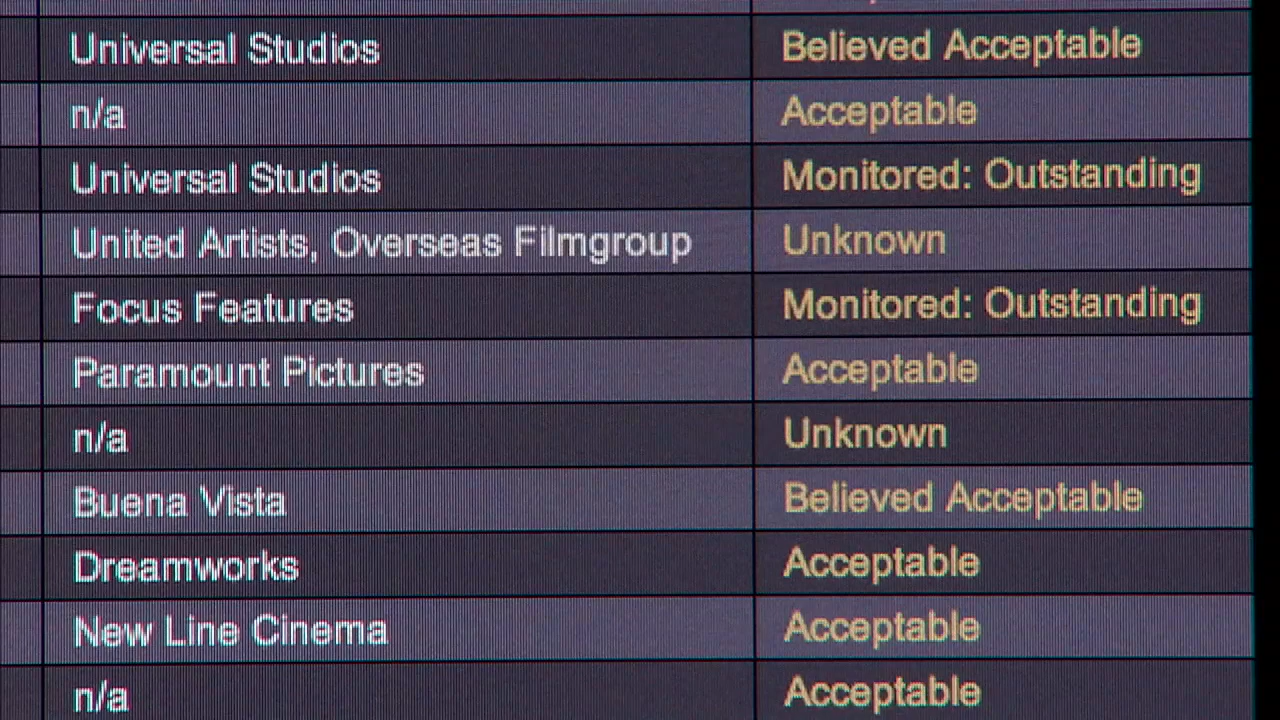 Universal Studios Believed Acceptable
n/a Acceptable
Universal Studios Monitored: Outstanding
United Artists, Overseas Filmgroup Unknown
Focus Features Monitored: Outstanding
Paramount Pictures Acceptable
n/a Unknown
Buena Vista Believed Acceptable
Dreamworks Acceptable
New Line Cinema Acceptable
n/a Acceptable